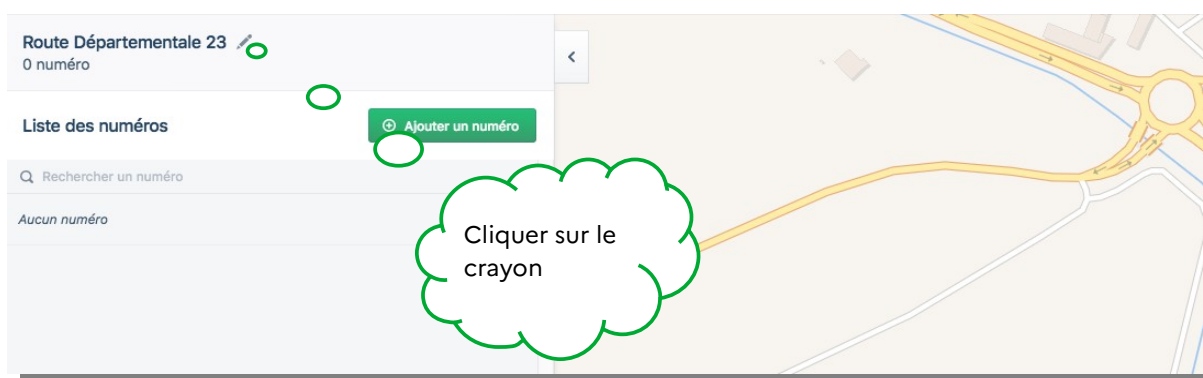 Route Départementale 23
0 numéro
Liste des numéros
Ajouter un numéro
Rechercher un numéro
Aucun numéro
Cliquer sur le
crayon